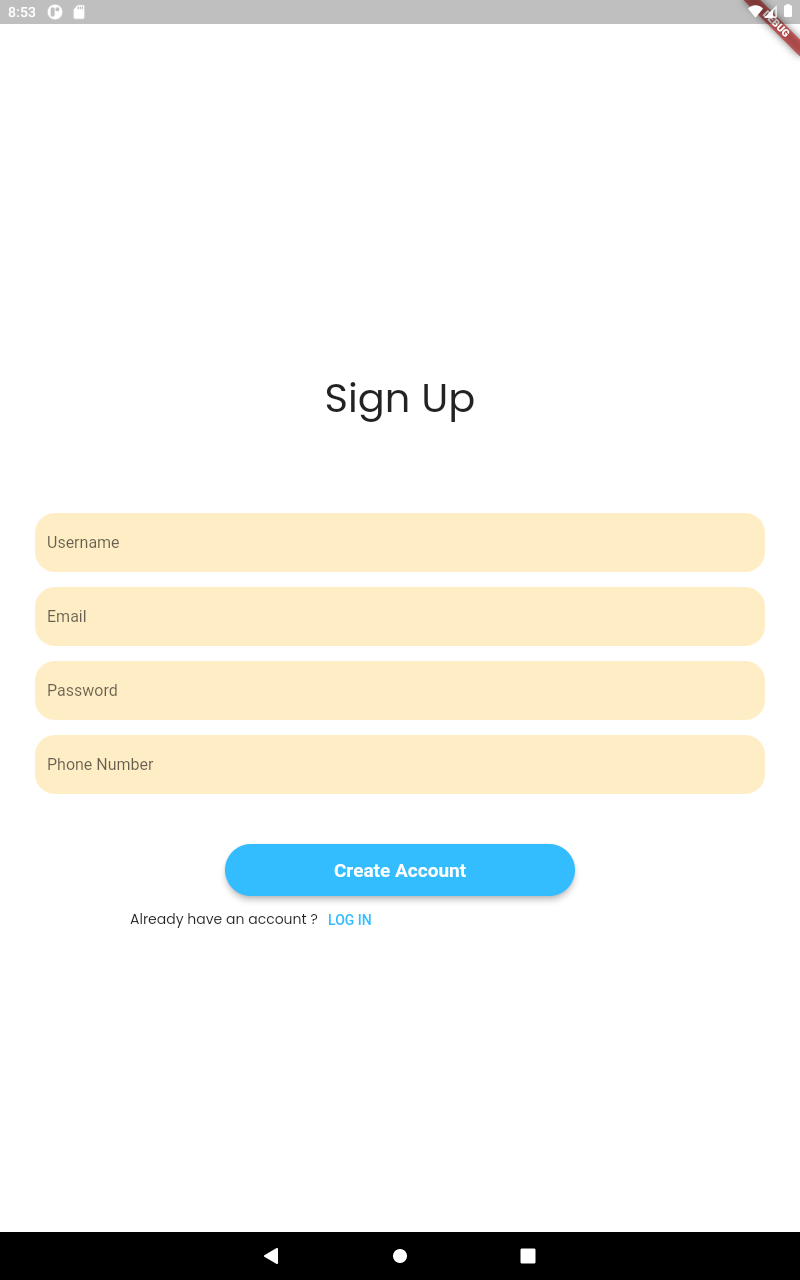 8:53
DEBUG
Sign Up
Username
Email
Password
Phone Number
Create Account
Already have an account ? LOG IN